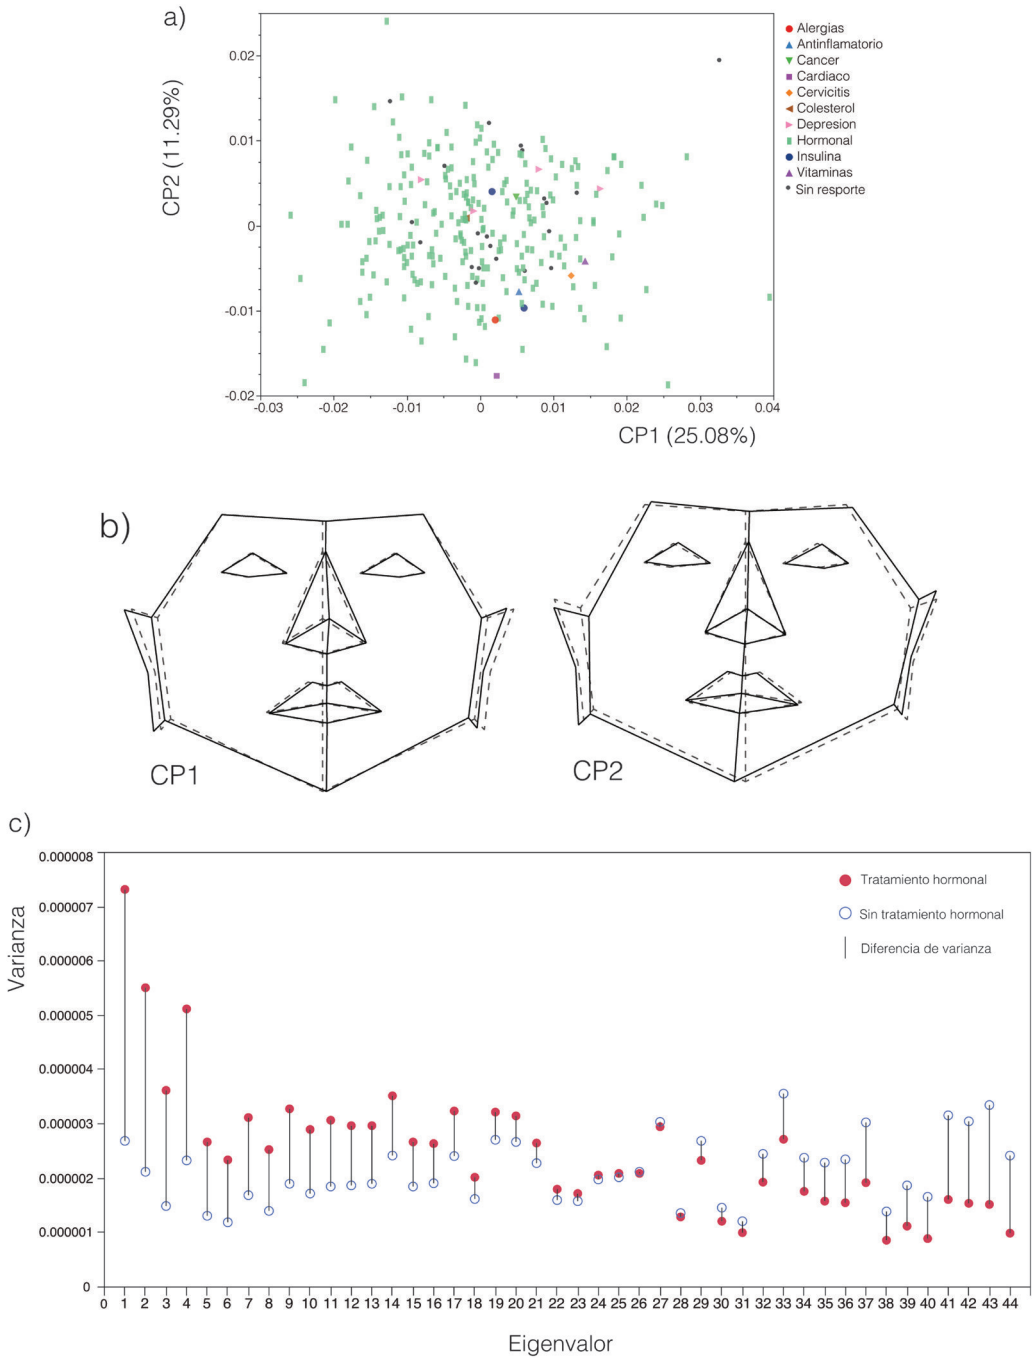 a)
CP2 (11.29%)
0.02
0.01
0
-0.01
-0.02
-0.03 -0.02 -0.01 0 0.01 0.02 0.03 0.04
CP1 (25.08%)
Alergias
Antinflamatorio
Cancer
Cardiaco
Cervicitis
Colesterol
Depresion
Hormonal
Insulina
Vitaminas
Sin resporte
b)
CP1
CP2
c)
Varianza
0.000008
0.000007
0.000006
0.000005
0.000004
0.000003
0.000002
0.000001
0
Tratamiento hormonal
Sin tratamiento hormonal
Diferencia de varianza
0 1 2 3 4 5 6 7 8 9 10 11 12 13 14 15 16 17 18 19 20 21 22 23 24 25 26 27 28 29 30 31 32 33 34 35 36 37 38 39 40 41 42 43 44
Eigenvalor